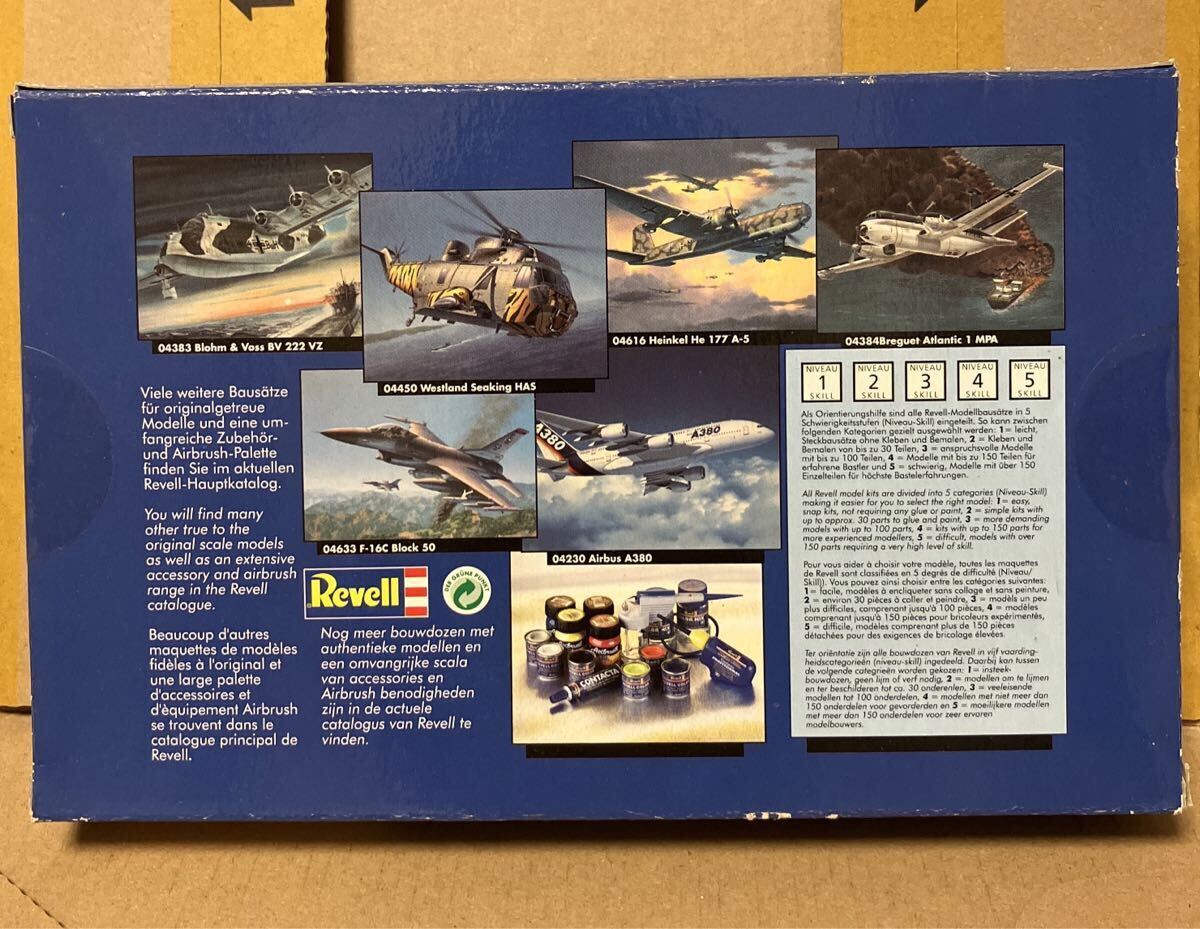 04383 Blohm & Voss BV 222 VZ
04450 Westland Seaking HAS
04616 Heinkel He 177 A-5
04384Breguet Atlantic 1 MPA
04633 F-16C Block 50
A380
A380
04230 Airbus A380
Viele weitere Bausätze
für originalgetreue
Modelle und eine um-
fangreiche Zubehör-
und Airbrush-Palette
finden Sie im aktuellen
Revell-Hauptkatalog.
You will find many
other true to the
original scale models
as well as an extensive
accessory and airbrush
range in the Revell
catalogue.
Beaucoup d'autres
maquettes de modèles
fidèles à l'original et
une large palette
d'accessoires et
d'équipement Airbrush
se trouvent dans le
catalogue principal de
Revell.
Revell
DER GRÜNE PUNKT
Nog meer bouwdozen met
authentieke modellen en
een omvangrijke scala
van accessories en
Airbrush benodigheden
zijn in de actuele
catalogus van Revell te
vinden.
CONTACTA
NIVEAU 1 SKILL
NIVEAU 2 SKILL
NIVEAU 3 SKILL
NIVEAU 4 SKILL
NIVEAU 5 SKILL
Als Orientierungshilfe sind alle Revell-Modellbausätze in 5
Schwierigkeitsstufen (Niveau-Skill) eingeteilt. So kann zwischen
folgenden Kategorien gezielt ausgewählt werden: 1 = leicht,
Steckbausätze ohne Kleben und Bemalen, 2 = Kleben und
Bemalen von bis zu 30 Teilen, 3 = anspruchsvolle Modelle
mit bis zu 100 Teilen, 4 = Modelle mit bis zu 150 Teilen für
erfahrene Bastler und 5 = schwierig, Modelle mit über 150
Einzelteilen für höchste Bastelerfahrungen.
All Revell model kits are divided into 5 categories (Niveau-Skill)
making it easier for you to select the right model: 1 = easy,
snap kits, not requiring any glue or paint, 2 = simple kits with
up to approx. 30 parts to glue and paint, 3 = more demanding
models with up to 100 parts, 4 = kits with up to 150 parts for
more experienced modellers, 5 = difficult, models with over
150 parts requiring a very high level of skill.
Pour vous aider à choisir votre modèle, toutes les maquettes
de Revell sont classifiées en 5 degrés de difficulté (Niveau/
Skill)). Vous pouvez ainsi choisir entre les catégories suivantes:
1 = facile, modèles à encliqueter sans collage et sans peinture,
2 = environ 30 pièces à coller et peindre, 3 = modèls un peu
plus difficiles, comprenant jusqu'à 100 pièces, 4 = modèles
comprenant jusqu'à 150 pièces pour bricoleurs expérimentés,
5 = difficile, modèles comprenant plus de 150 pièces
détachées pour des exigences de bricolage élevées.
Ter oriëntatie zijn alle bouwdozen van Revell in vijf vaarding-
heidscategorieën (niveau-skill) ingedeeld. Daarbij kan tussen
de volgende categorieën worden gekozen: 1 = insteek-
bouwdozen, geen lijm of verf nodig, 2 = modellen om te lijmen
en ter beschilderen tot ca. 30 onderdelen, 3 = veeleisende
modellen tot 100 onderdelen, 4 = modellen met niet meer dan
150 onderdelen voor gevorderden en 5 = moeilijkere modellen
met meer dan 150 onderdelen voor zeer ervaren
modelbouwers.